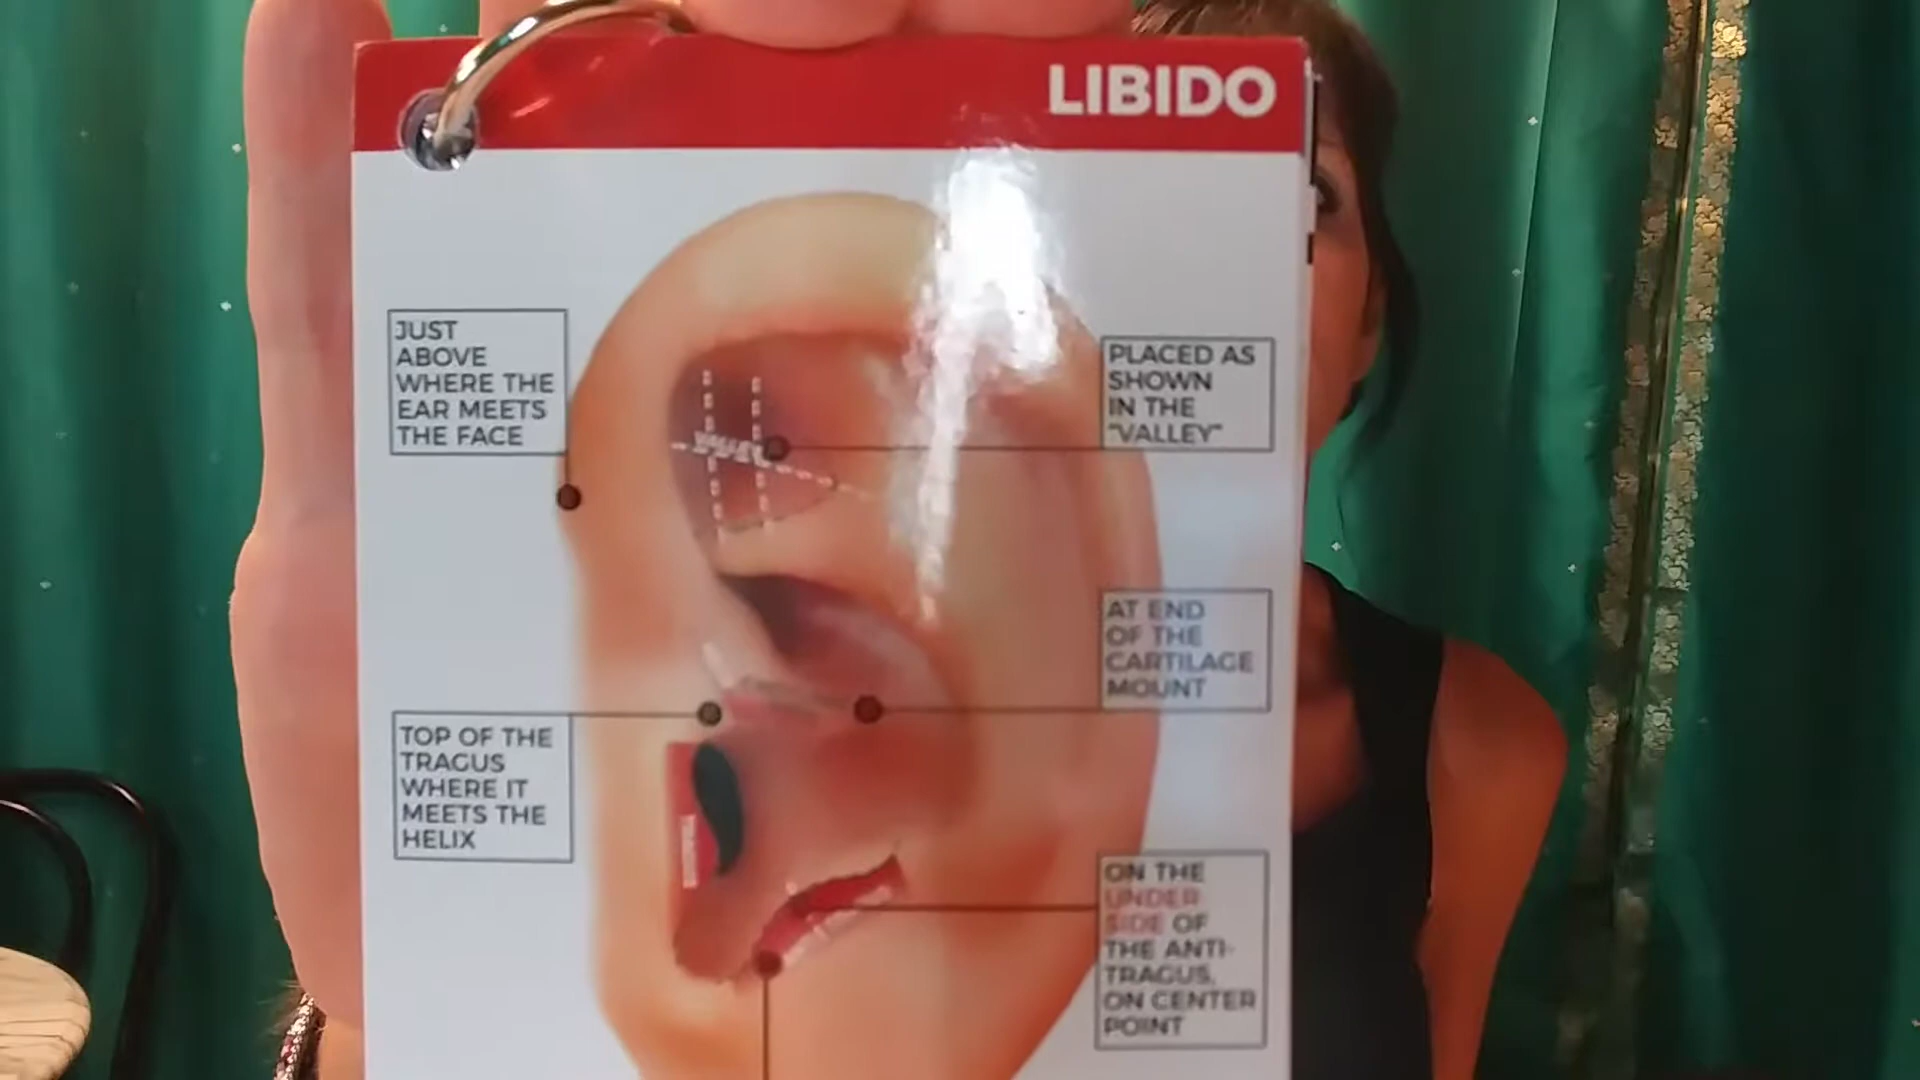 LIBIDO
JUST
ABOVE
WHERE THE
EAR MEETS
THE FACE
PLACED AS
SHOWN
IN THE
"VALLEY"
VALLEY
AT END
OF THE
CARTILAGE
MOUNT
TOP OF THE
TRAGUS
WHERE IT
MEETS THE
HELIX
TRAGUS
ON THE
UNDER
SIDE OF
THE ANTI-
TRAGUS,
ON CENTER
POINT